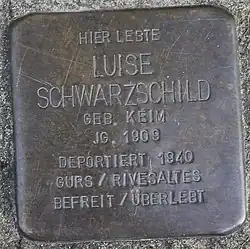 HIER LEBTE
LUISE
SCHWARZSCHILD
GEB. KEIM
JG. 1909
DEPORTIERT 1940
GURS / RIVESALTES
BEFREIT / ÜBERLEBT